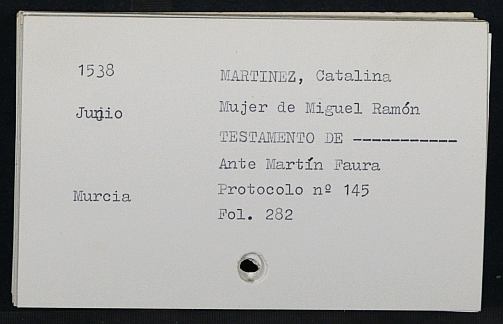 1538
MARTINEZ, Catalina
Junio
Mujer de Miguel Ramón
TESTAMENTO DE -----------
Ante Martín Faura
Murcia
Protocolo nº 145
Fol. 282